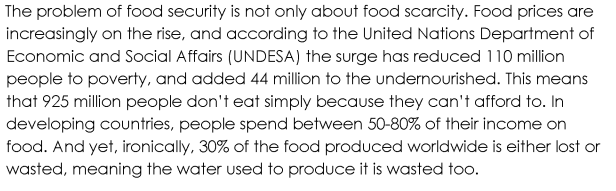 The problem of food security is not only about food scarcity. Food prices are
increasingly on the rise, and according to the United Nations Department of
Economic and Social Affairs (UNDESA) the surge has reduced 110 million
people to poverty, and added 44 million to the undernourished. This means
that 925 million people don't eat simply because they can't afford to. In
developing countries, people spend between 50-80% of their income on
food. And yet, ironically, 30% of the food produced worldwide is either lost or
wasted, meaning the water used to produce it is wasted too.